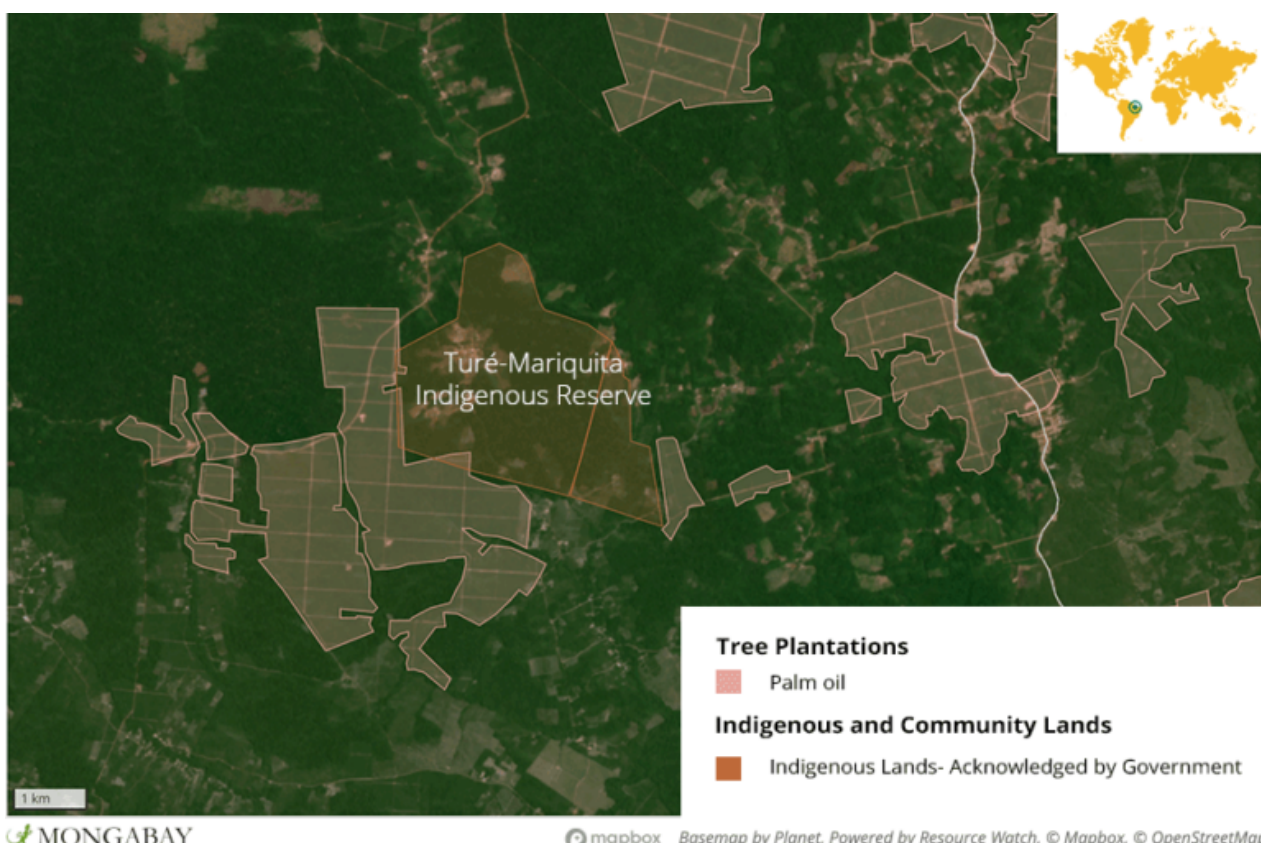 Turé-Mariquita
Indigenous Reserve
Tree Plantations
Palm oil
Indigenous and Community Lands
Indigenous Lands- Acknowledged by Government
1 km
MONGABAY
mapbox Basemap by Planet. Powered by Resource Watch. © Mapbox. © OpenStreetMap